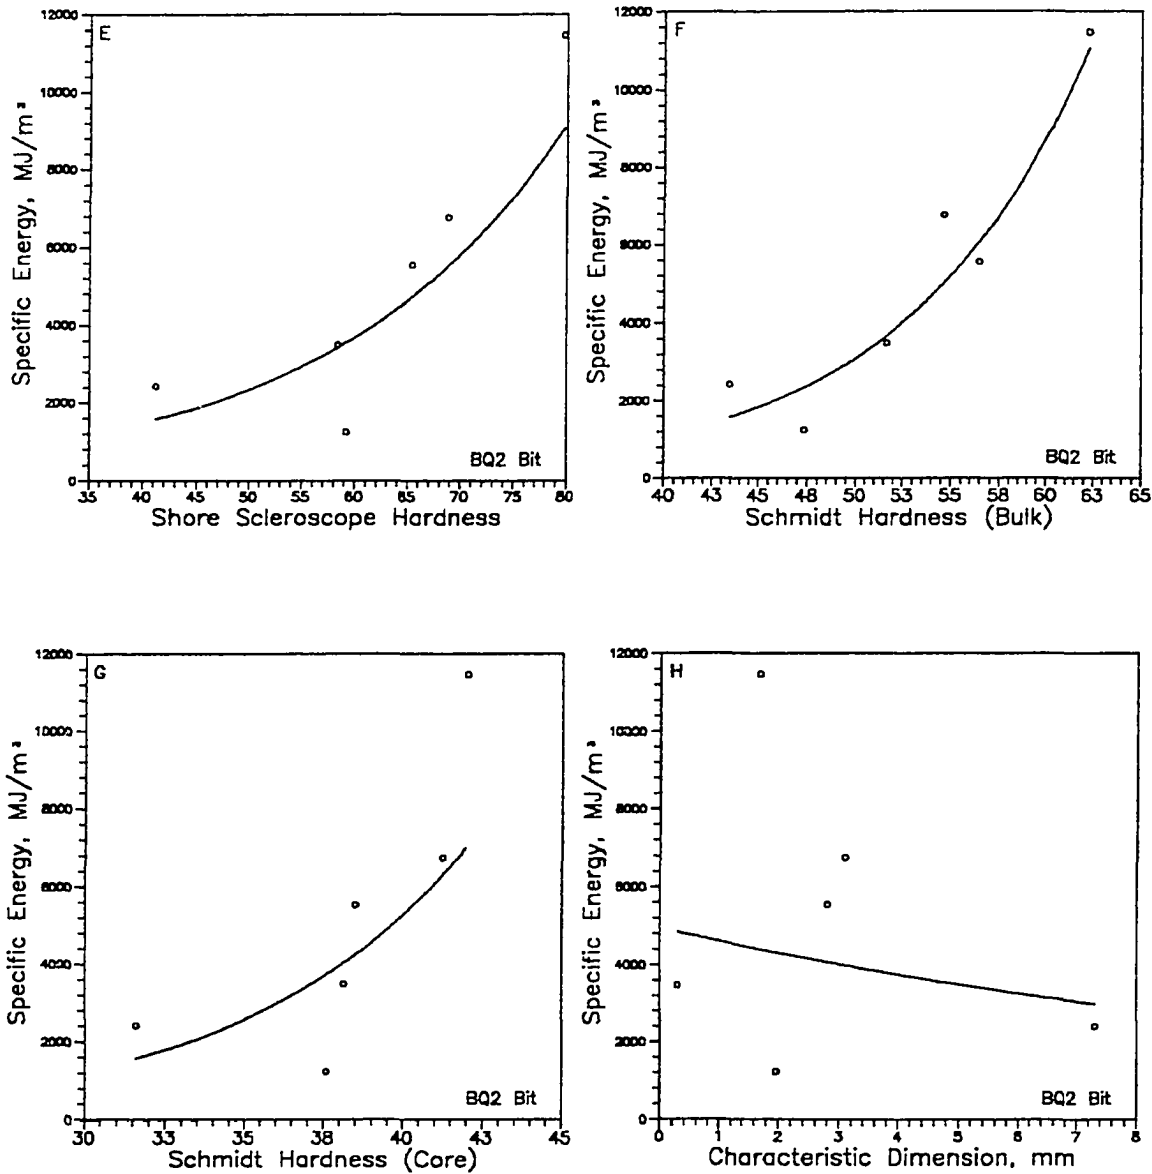 E
12000
10000
8000
6000
4000
2000
0
Specific Energy, MJ/m³
BQ2 Bit
35 40 45 50 55 60 65 70 75 80
Shore Scleroscope Hardness
F
12000
10000
8000
6000
4000
2000
0
Specific Energy, MJ/m³
BQ2 Bit
40 43 45 48 50 53 55 58 60 63 65
Schmidt Hardness (Bulk)
G
12000
10000
8000
6000
4000
2000
0
Specific Energy, MJ/m³
BQ2 Bit
30 33 35 38 40 43 45
Schmidt Hardness (Core)
H
12000
10000
8000
6000
4000
2000
0
Specific Energy, MJ/m³
BQ2 Bit
0 1 2 3 4 5 6 7 8
Characteristic Dimension, mm